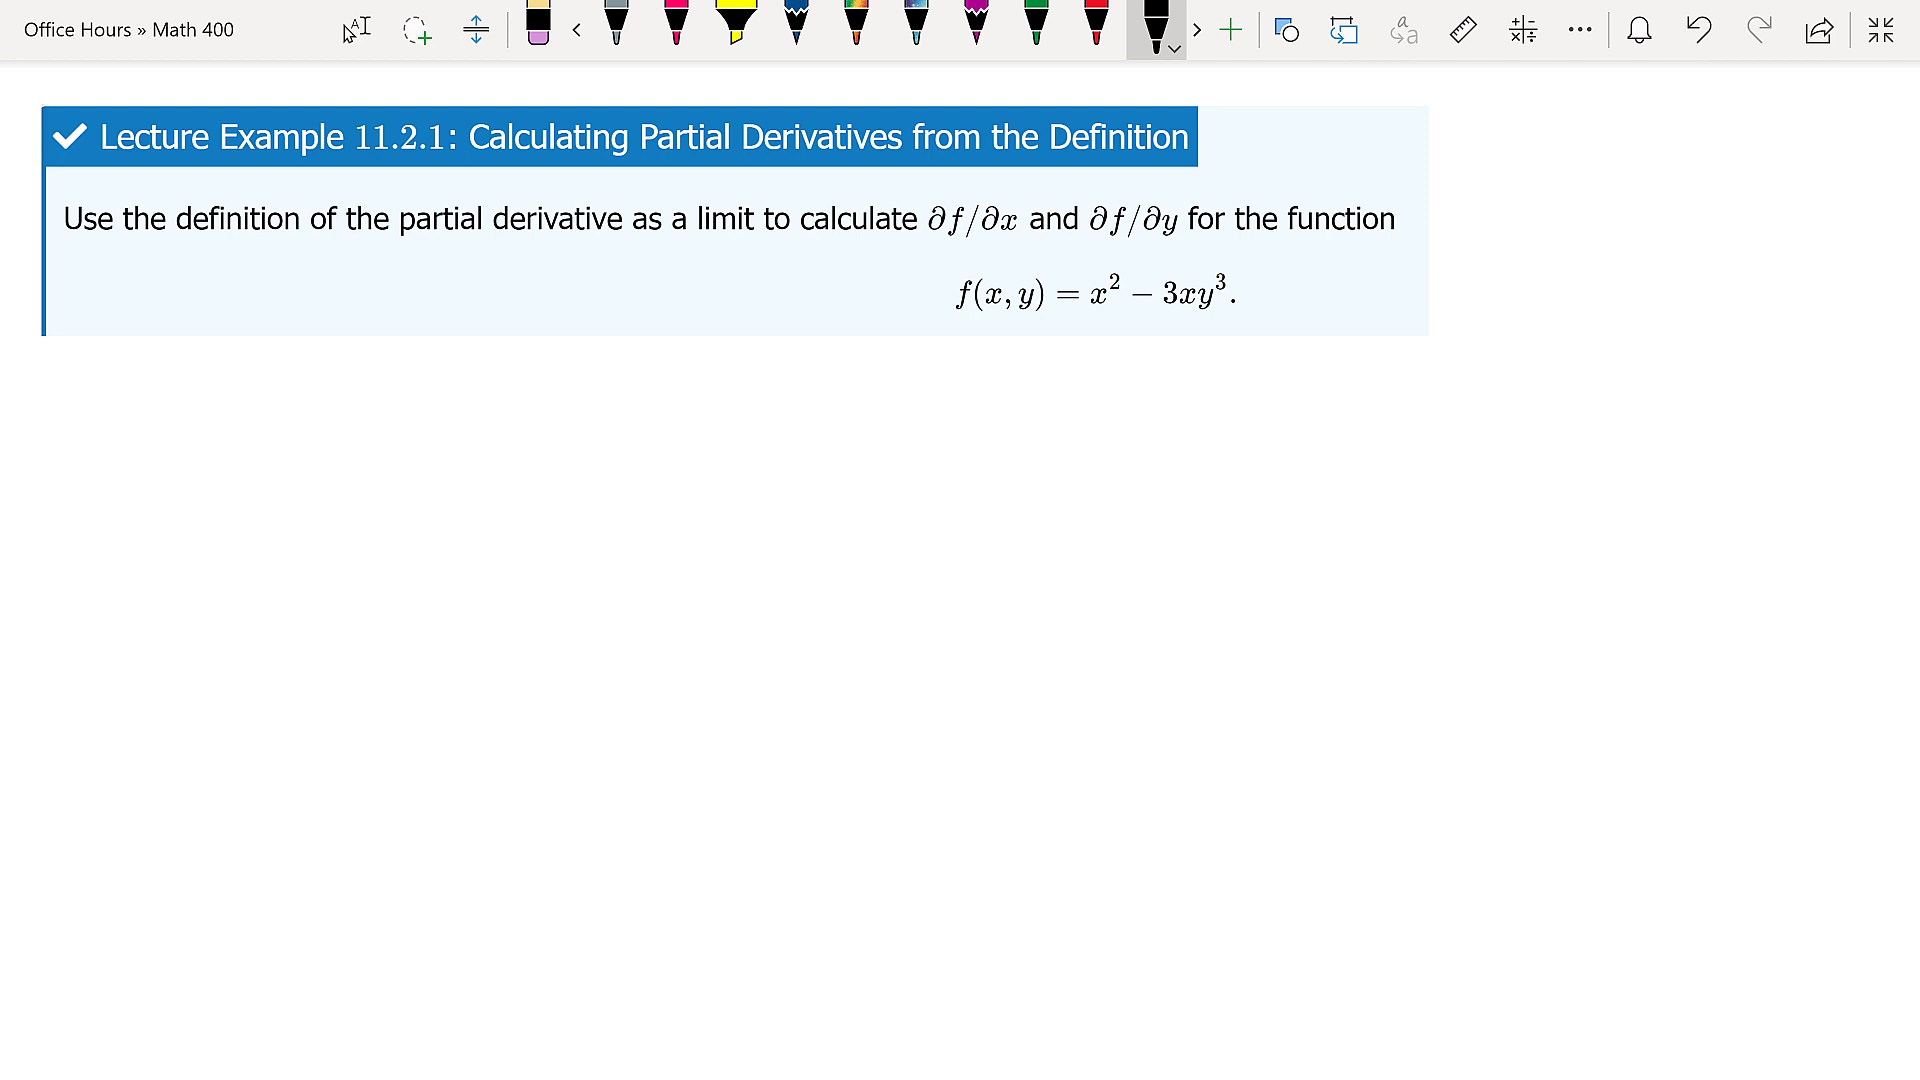 Office Hours » Math 400
Lecture Example 11.2.1: Calculating Partial Derivatives from the Definition
Use the definition of the partial derivative as a limit to calculate ∂f/∂x and ∂f/∂y for the function
f(x, y) = x² − 3xy³.